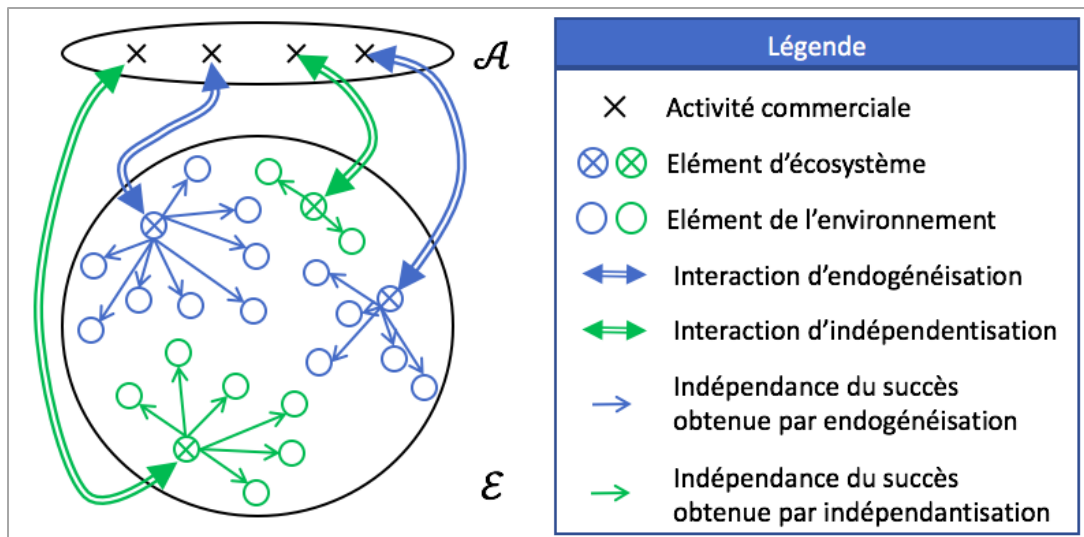 𝒜
ℰ
Légende
Activité commerciale
Elément d'écosystème
Elément de l'environnement
Interaction d'endogénéisation
Interaction d'indépendentisation
Indépendance du succès
obtenue par endogénéisation
Indépendance du succès
obtenue par indépendantisation